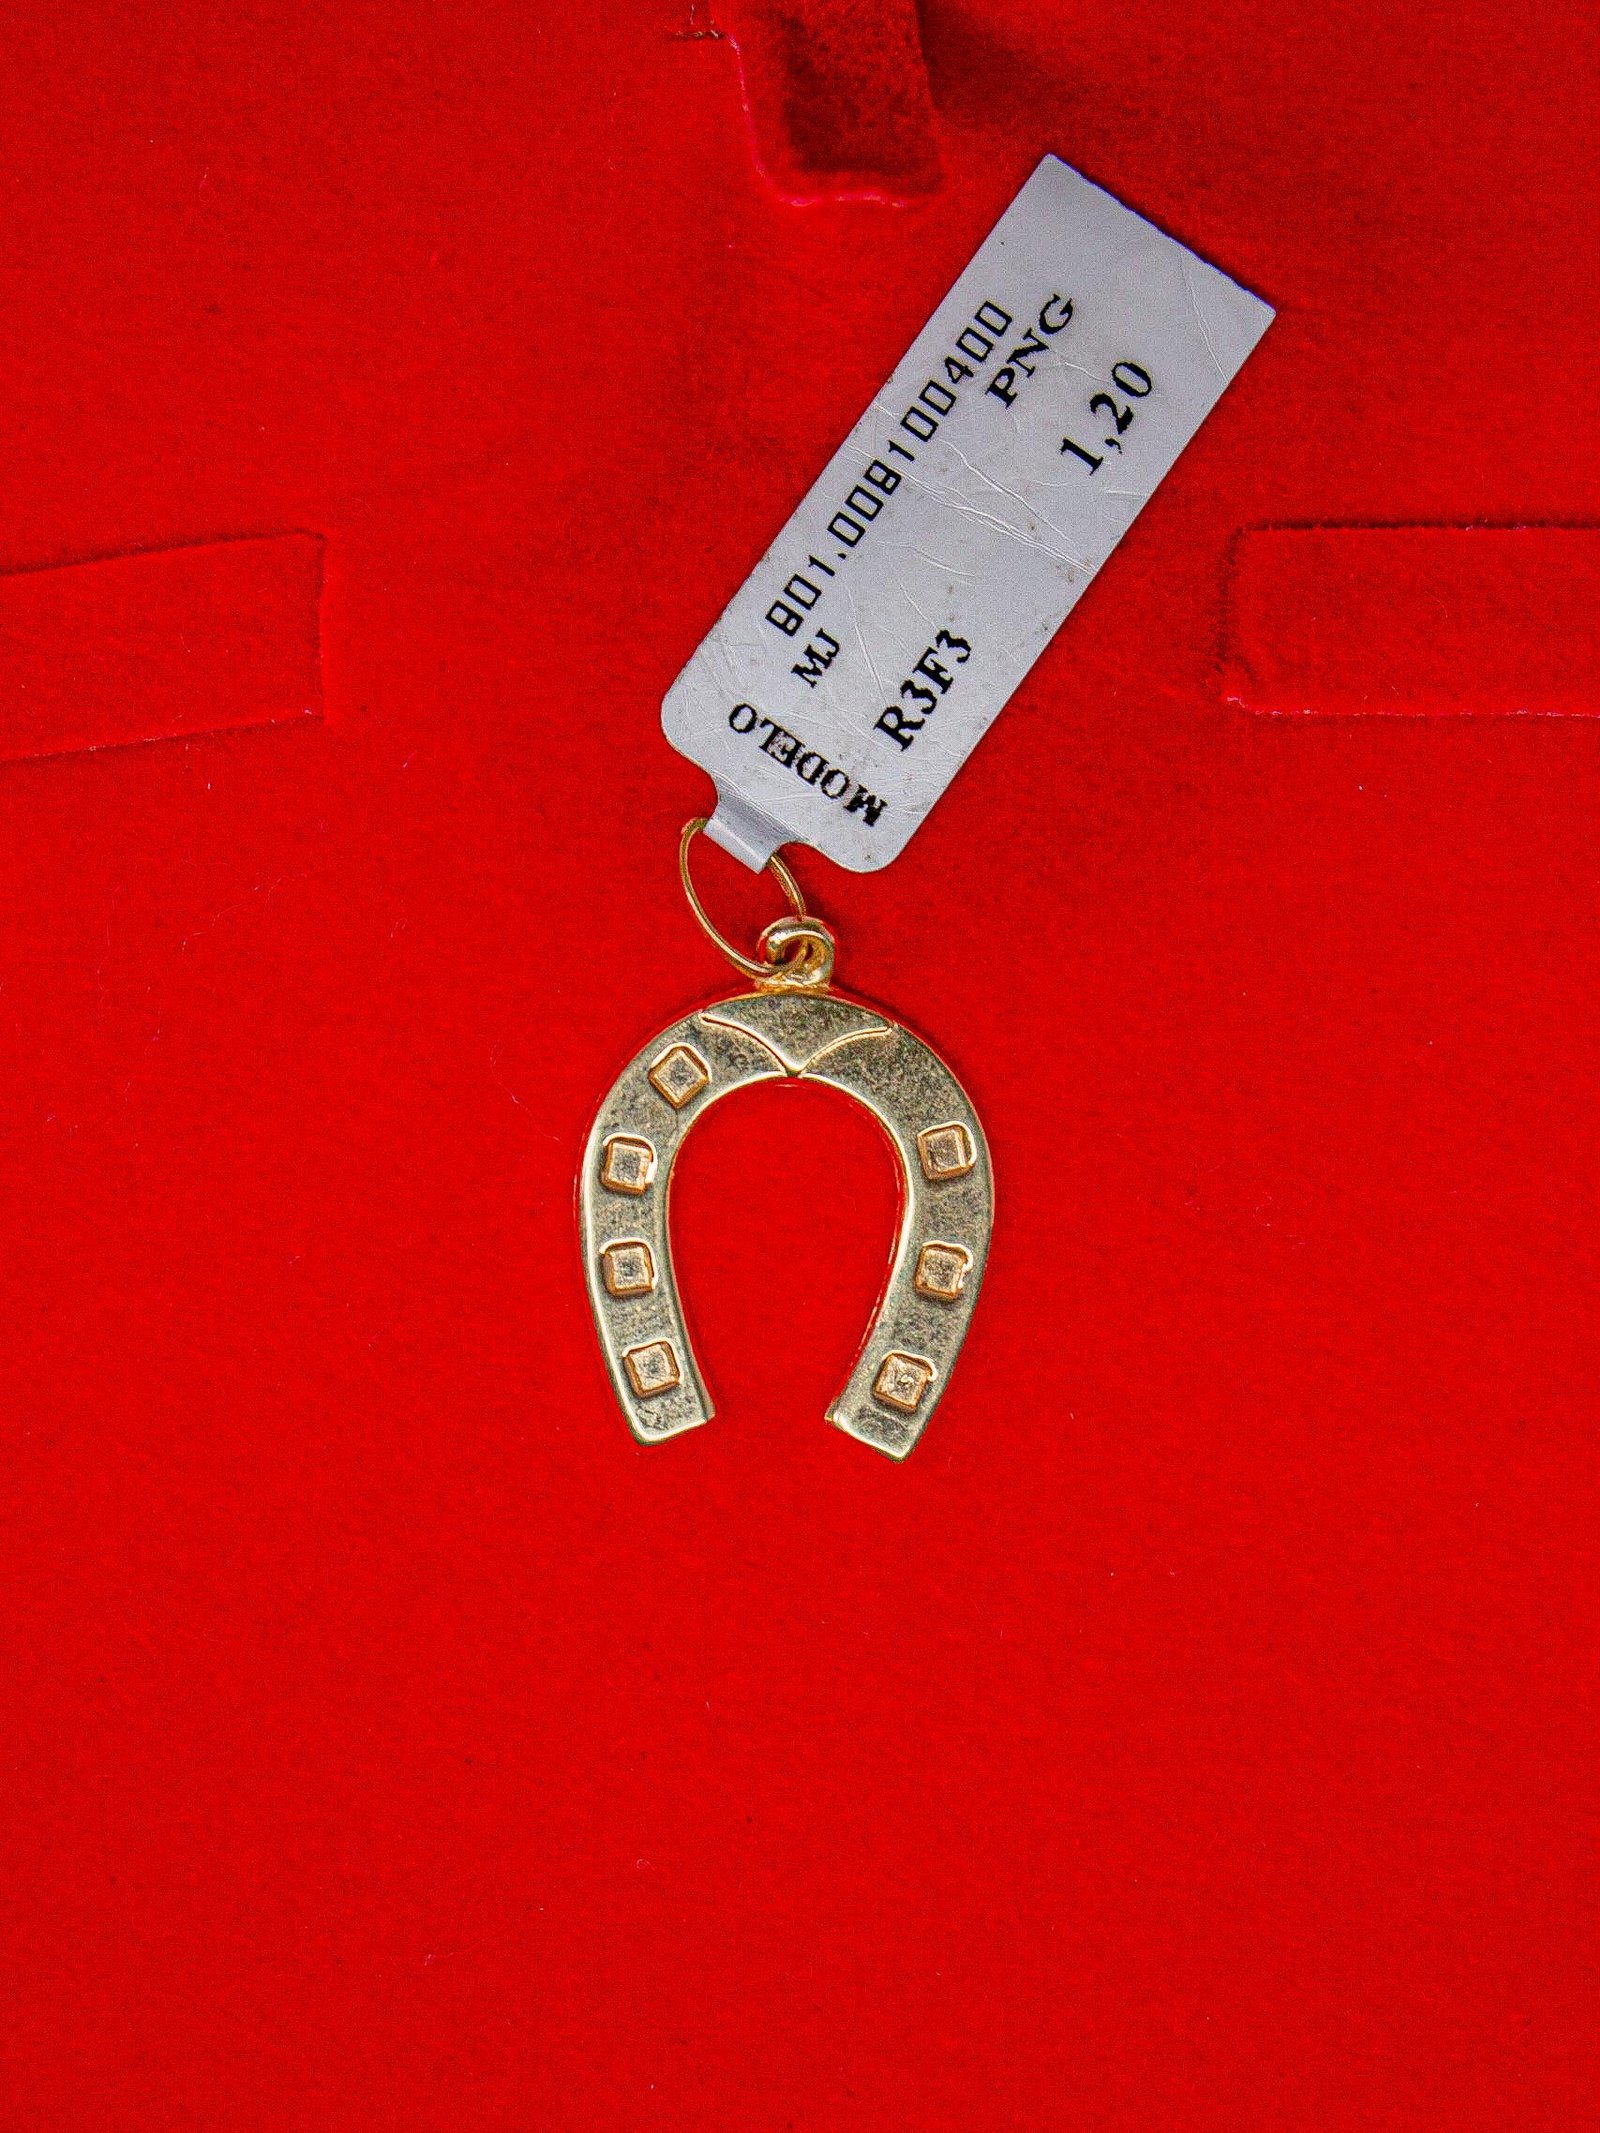 801.008100400
MJ PNG
R3F3 1,20
MODELO